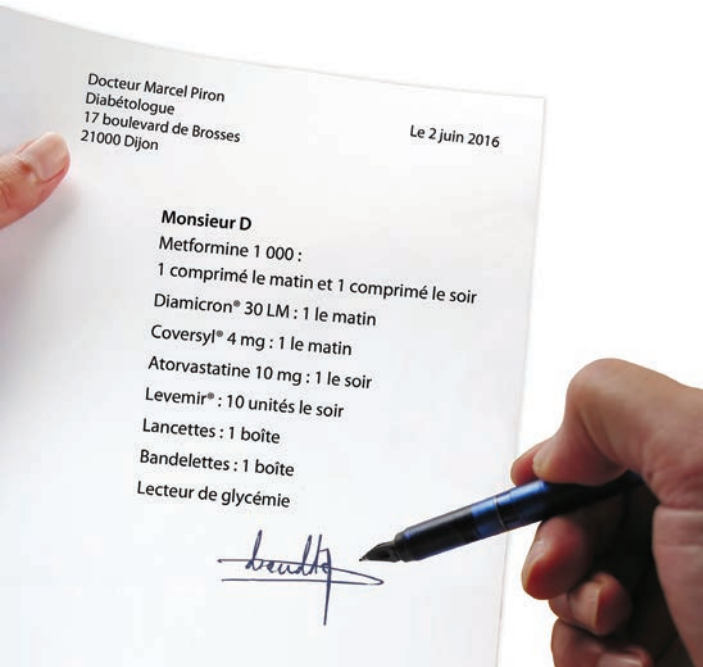 Docteur Marcel Piron
Diabétologue
17 boulevard de Brosses
21000 Dijon
Le 2 juin 2016
Monsieur D
Metformine 1 000 :
1 comprimé le matin et 1 comprimé le soir
Diamicron® 30 LM : 1 le matin
Coversyl® 4 mg : 1 le matin
Atorvastatine 10 mg : 1 le soir
Levemir® : 10 unités le soir
Lancettes : 1 boîte
Bandelettes : 1 boîte
Lecteur de glycémie